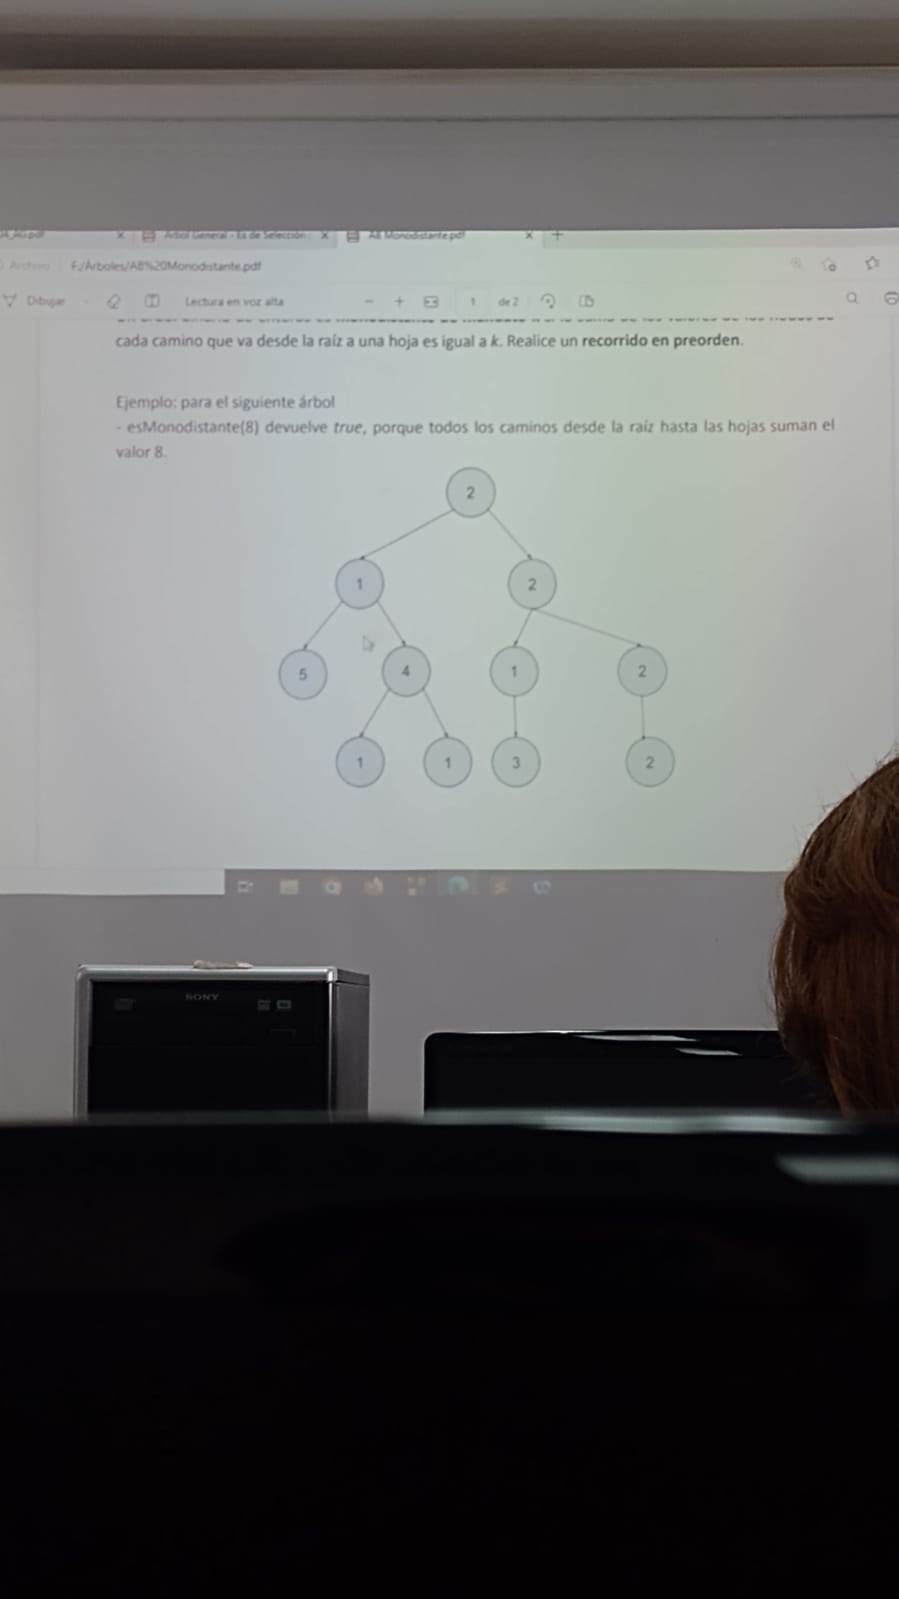 AG.pdf
Arbol General - Es de Selección
AB Monodistante.pdf
Archivo F:/Arboles/AB%20Monodistante.pdf
Dibujar Lectura en voz alta − + 1 de 2
cada camino que va desde la raíz a una hoja es igual a k. Realice un recorrido en preorden.
Ejemplo: para el siguiente árbol
- esMonodistante(8) devuelve true, porque todos los caminos desde la raíz hasta las hojas suman el
valor 8.
2
1 2
5 4 1 2
1 1 3 2
SONY